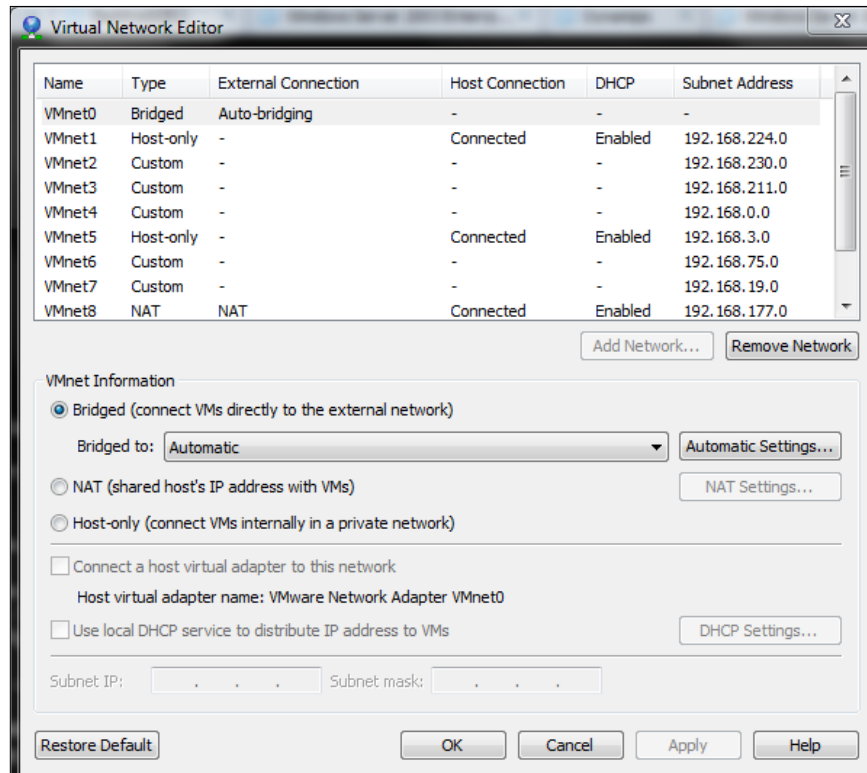 Virtual Network Editor
Name Type External Connection Host Connection DHCP Subnet Address
VMnet0 Bridged Auto-bridging - - -
VMnet1 Host-only - Connected Enabled 192.168.224.0
VMnet2 Custom - - - 192.168.230.0
VMnet3 Custom - - - 192.168.211.0
VMnet4 Custom - - - 192.168.0.0
VMnet5 Host-only - Connected Enabled 192.168.3.0
VMnet6 Custom - - - 192.168.75.0
VMnet7 Custom - - - 192.168.19.0
VMnet8 NAT NAT Connected Enabled 192.168.177.0
Add Network... Remove Network
VMnet Information
Bridged (connect VMs directly to the external network)
Bridged to: Automatic Automatic Settings...
NAT (shared host's IP address with VMs) NAT Settings...
Host-only (connect VMs internally in a private network)
Connect a host virtual adapter to this network
Host virtual adapter name: VMware Network Adapter VMnet0
Use local DHCP service to distribute IP address to VMs DHCP Settings...
Subnet IP: . . . Subnet mask: . . .
Restore Default OK Cancel Apply Help